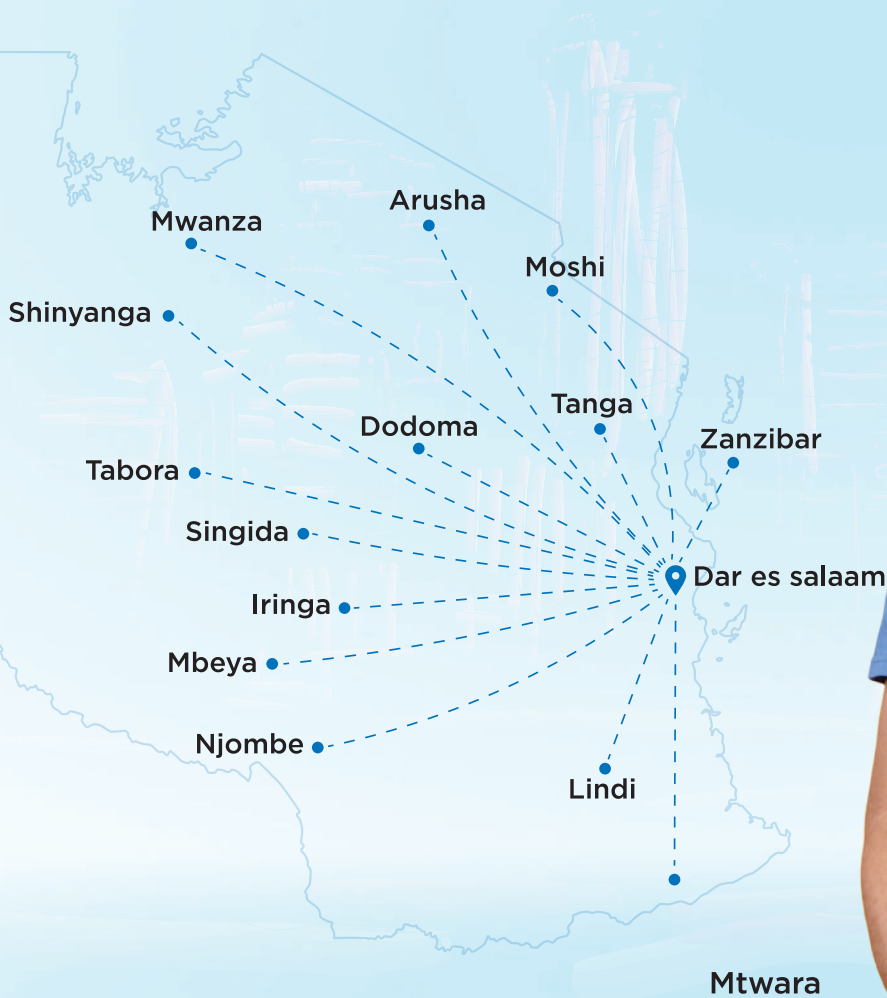 Arusha
Mwanza
Moshi
Shinyanga
Tanga
Dodoma
Zanzibar
Tabora
Singida
Dar es salaam
Iringa
Mbeya
Njombe
Lindi
Mtwara